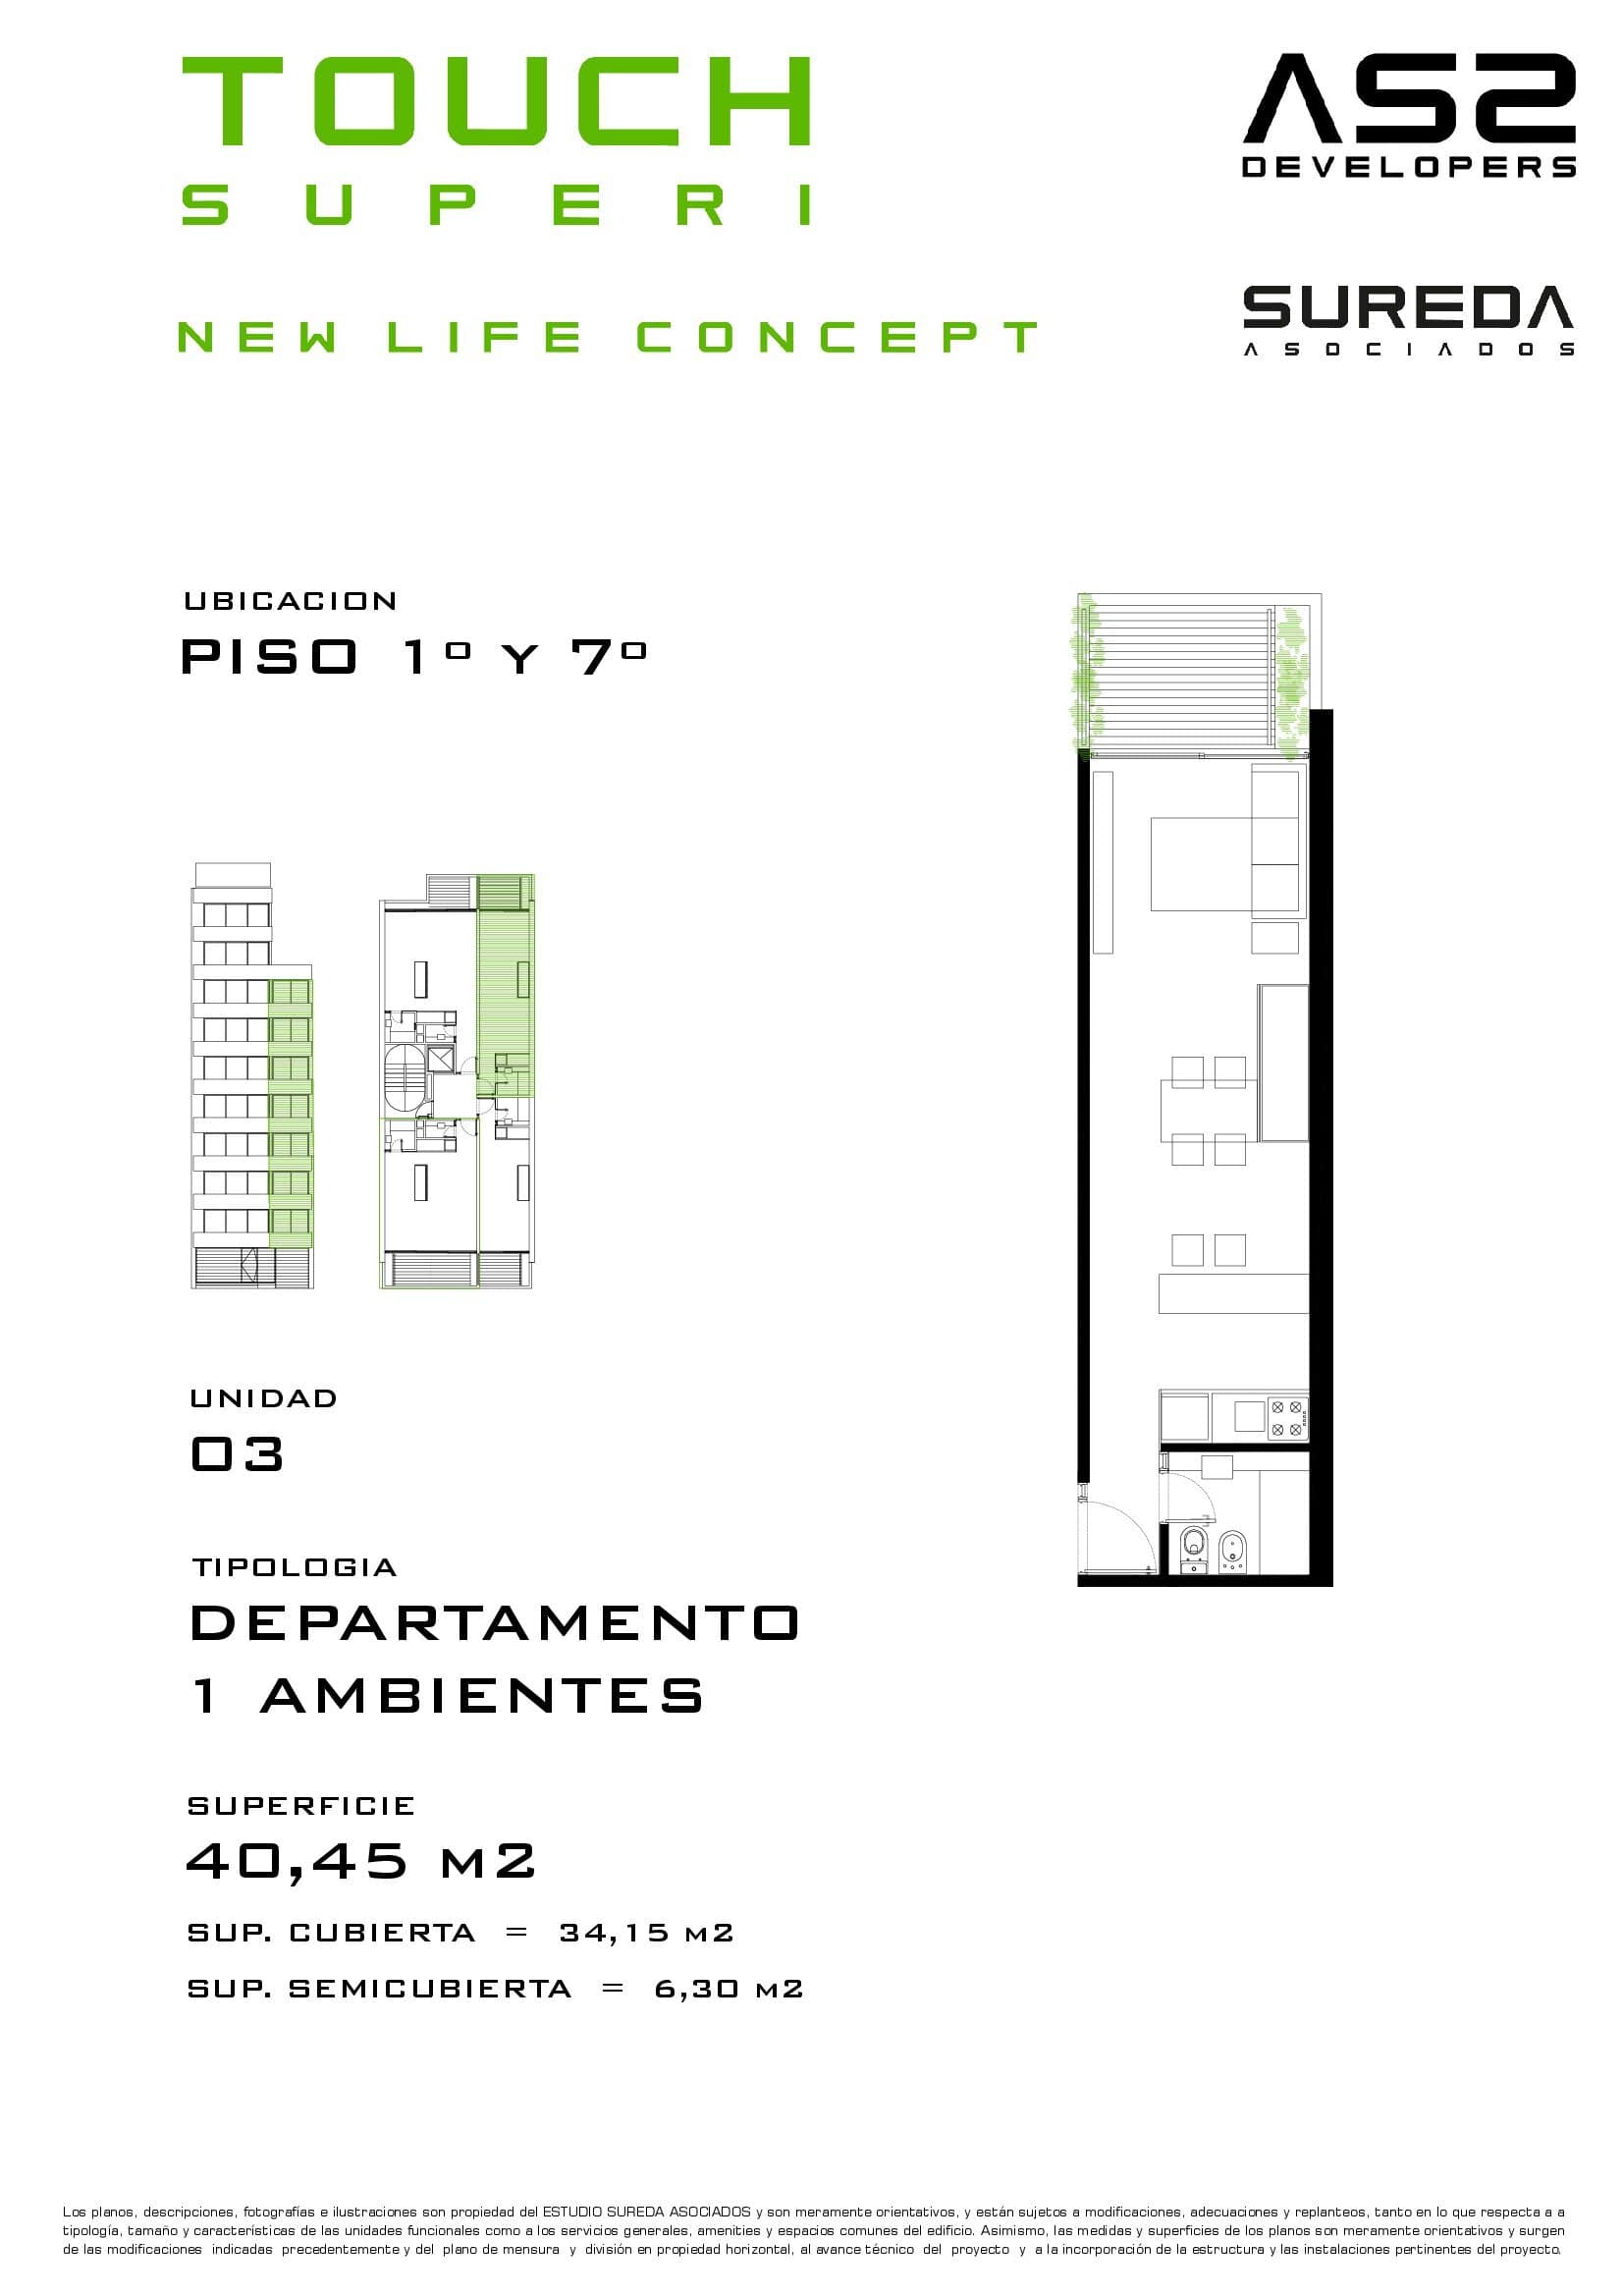 TOUCH
SUPERI
NEW LIFE CONCEPT
AS2
DEVELOPERS
SUREDA
ASOCIADOS
UBICACION
PISO 1º Y 7º
UNIDAD
03
TIPOLOGIA
DEPARTAMENTO
1 AMBIENTES
SUPERFICIE
40,45 M2
SUP. CUBIERTA = 34,15 M2
SUP. SEMICUBIERTA = 6,30 M2
Los planos, descripciones, fotografías e ilustraciones son propiedad del ESTUDIO SUREDA ASOCIADOS y son meramente orientativos, y están sujetos a modificaciones, adecuaciones y replanteos, tanto en lo que respecta a a
tipología, tamaño y características de las unidades funcionales como a los servicios generales, amenities y espacios comunes del edificio. Asimismo, las medidas y superficies de los planos son meramente orientativos y surgen
de las modificaciones indicadas precedentemente y del plano de mensura y división en propiedad horizontal, al avance técnico del proyecto y a la incorporación de la estructura y las instalaciones pertinentes del proyecto.